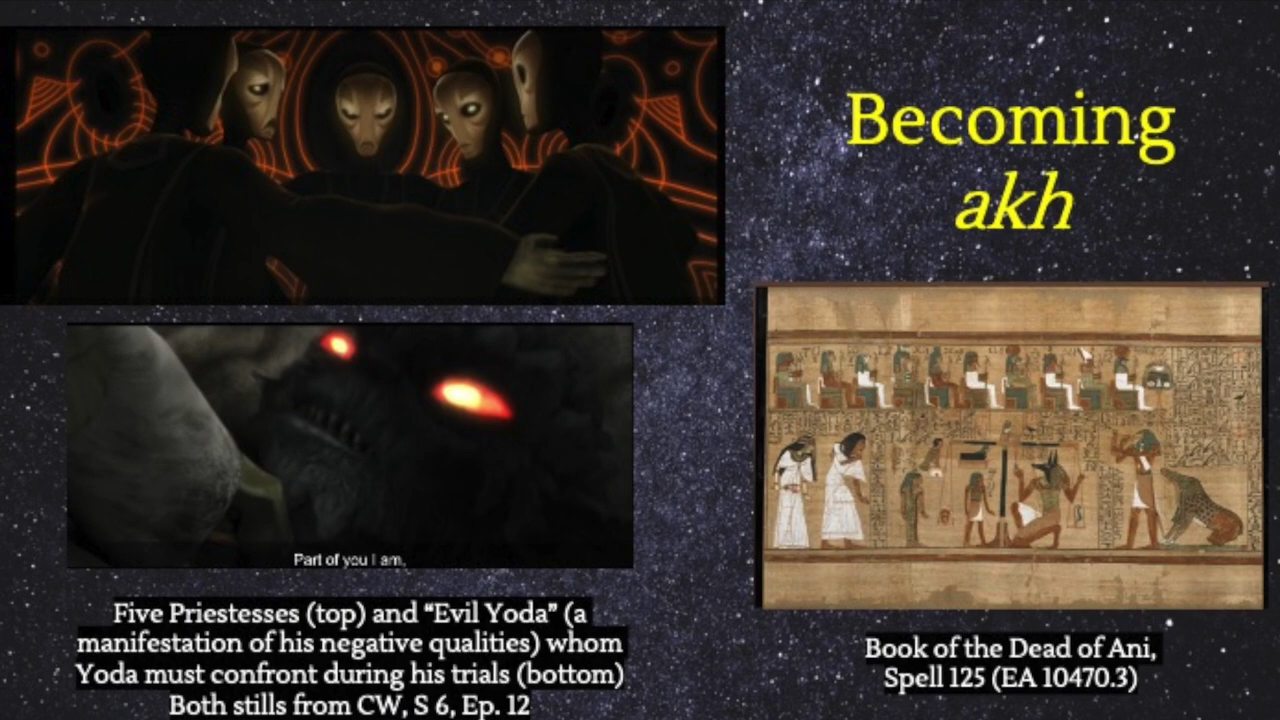 Becoming
akh
Part of you I am.
Five Priestesses (top) and “Evil Yoda” (a
manifestation of his negative qualities) whom
Yoda must confront during his trials (bottom)
Both stills from CW, S 6, Ep. 12
Book of the Dead of Ani,
Spell 125 (EA 10470.3)